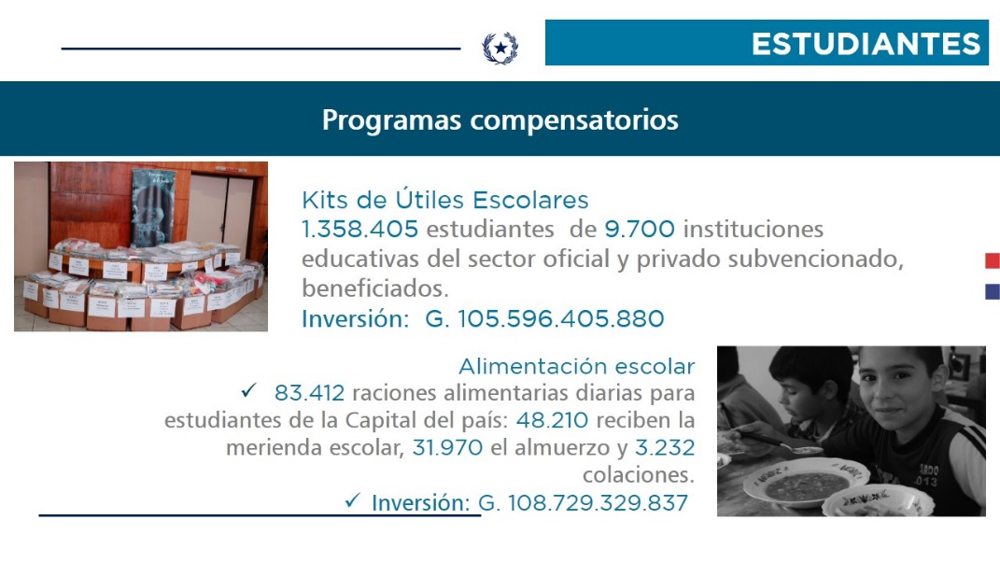 ESTUDIANTES
Programas compensatorios
Kits de Útiles Escolares
1.358.405 estudiantes de 9.700 instituciones
educativas del sector oficial y privado subvencionado,
beneficiados.
Inversión: G. 105.596.405.880
Alimentación escolar
✓ 83.412 raciones alimentarias diarias para
estudiantes de la Capital del país: 48.210 reciben la
merienda escolar, 31.970 el almuerzo y 3.232
colaciones.
✓ Inversión: G. 108.729.329.837
2013